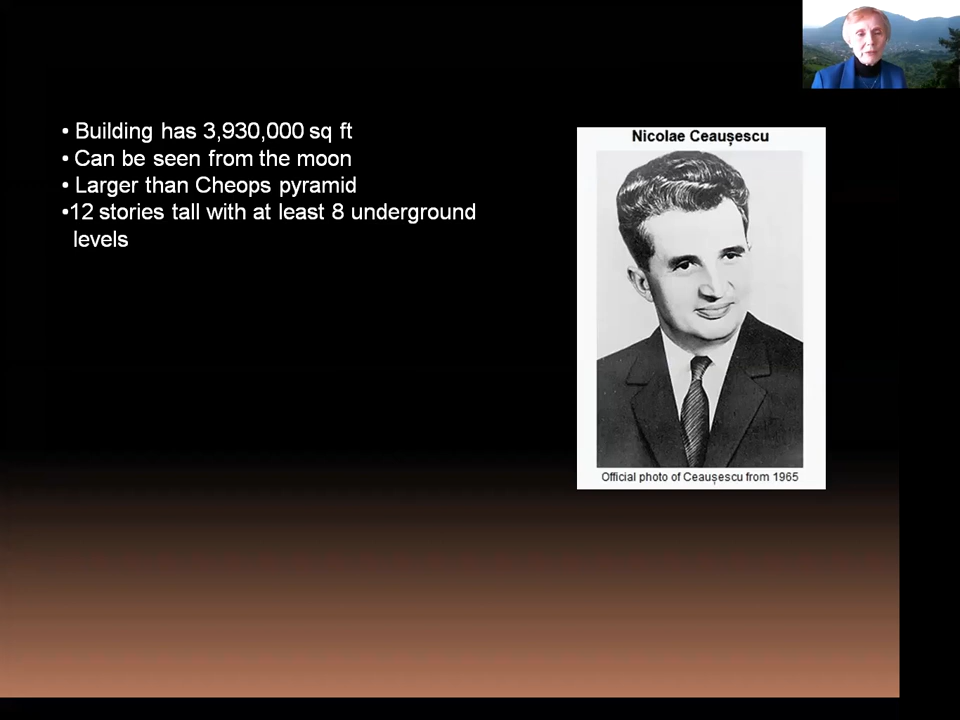 • Building has 3,930,000 sq ft
• Can be seen from the moon
• Larger than Cheops pyramid
•12 stories tall with at least 8 underground
levels
Nicolae Ceaușescu
Official photo of Ceaușescu from 1965